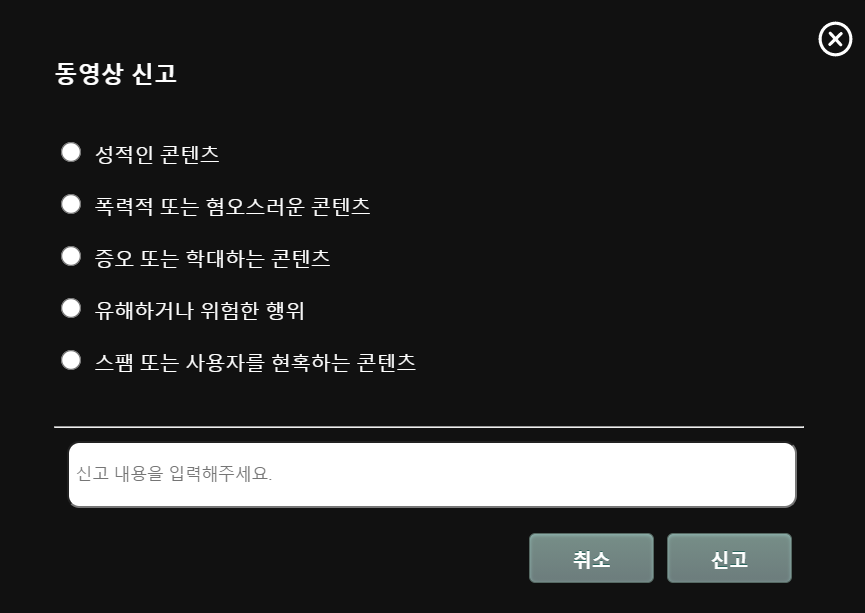 동영상 신고
성적인 콘텐츠
폭력적 또는 혐오스러운 콘텐츠
증오 또는 학대하는 콘텐츠
유해하거나 위험한 행위
스팸 또는 사용자를 현혹하는 콘텐츠
신고 내용을 입력해주세요.
취소 신고